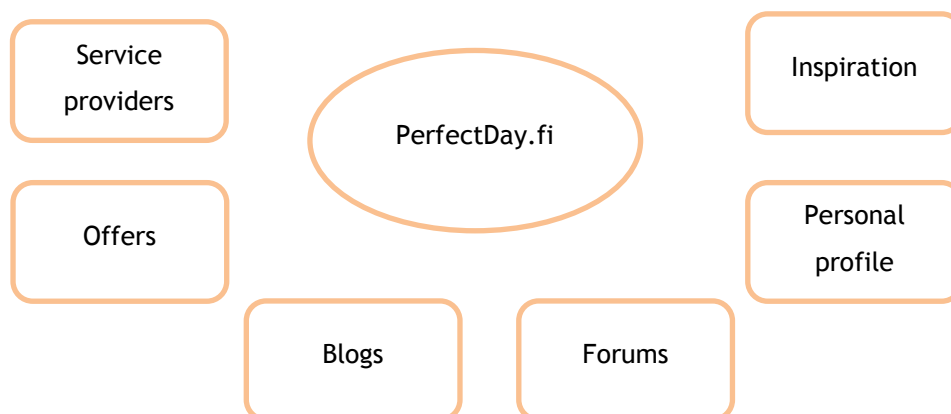 Service
providers
PerfectDay.fi
Inspiration
Offers
Personal
profile
Blogs
Forums